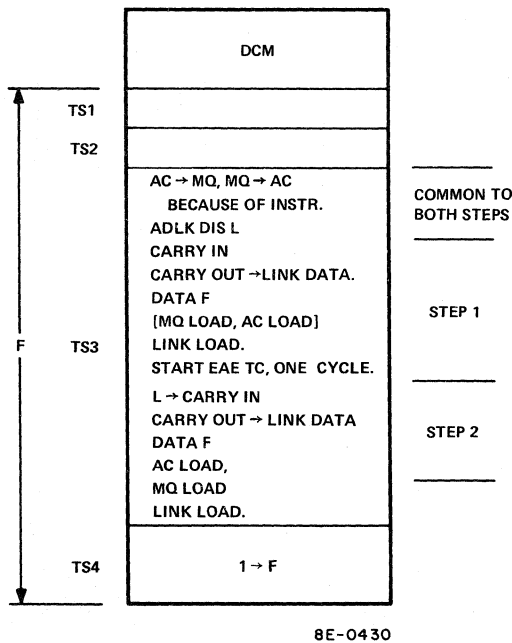 DCM
TS1
TS2
AC → MQ, MQ → AC
BECAUSE OF INSTR.
ADLK DIS L
CARRY IN
CARRY OUT → LINK DATA.
DATA F
[MQ LOAD, AC LOAD]
LINK LOAD.
START EAE TC, ONE CYCLE.
L → CARRY IN
CARRY OUT → LINK DATA
DATA F
AC LOAD,
MQ LOAD
LINK LOAD.
F
TS3
COMMON TO
BOTH STEPS
STEP 1
STEP 2
TS4
1 → F
8E-0430